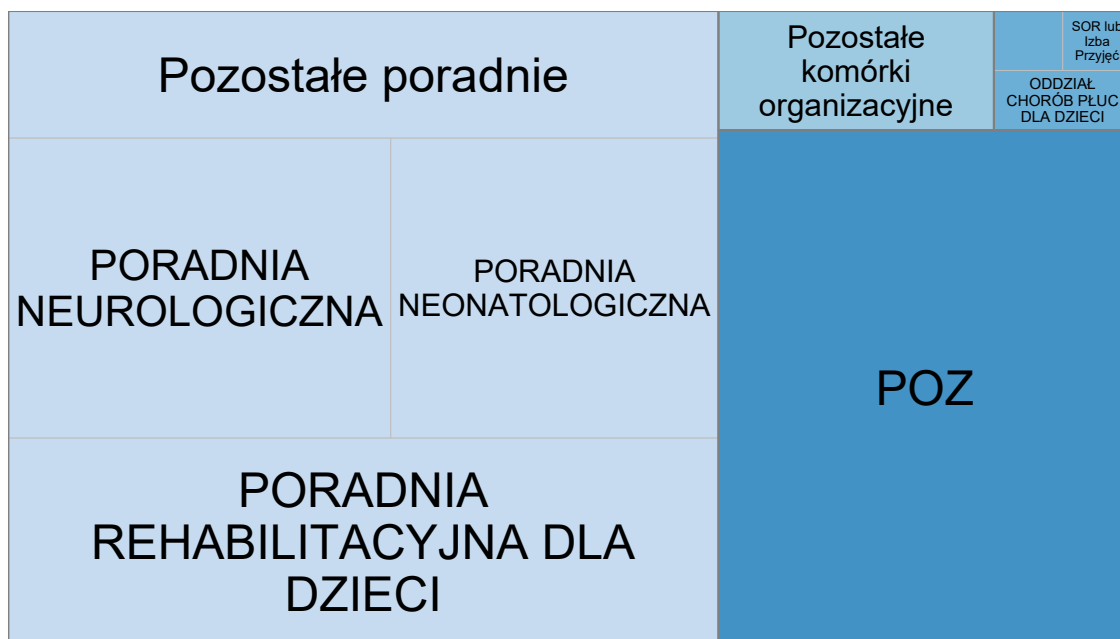 Pozostałe poradnie
PORADNIA
NEUROLOGICZNA
PORADNIA
NEONATOLOGICZNA
PORADNIA
REHABILITACYJNA DLA
DZIECI
Pozostałe
komórki
organizacyjne
SOR lub
Izba
Przyjęć
ODDZIAŁ
CHORÓB PŁUC
DLA DZIECI
POZ